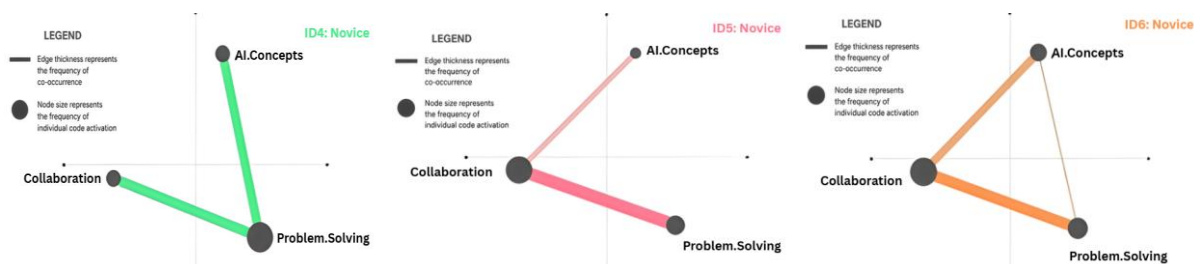 LEGEND
ID4: Novice
Edge thickness represents
the frequency of
co-occurrence
Node size represents
the frequency of
individual code activation
AI.Concepts
Collaboration
Problem.Solving
LEGEND
ID5: Novice
Edge thickness represents
the frequency of
co-occurrence
Node size represents
the frequency of
individual code activation
AI.Concepts
Collaboration
Problem.Solving
LEGEND
ID6: Novice
Edge thickness represents
the frequency of
co-occurrence
Node size represents
the frequency of
individual code activation
AI.Concepts
Collaboration
Problem.Solving